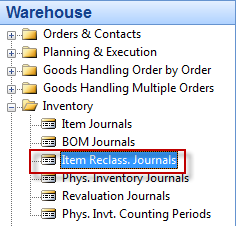 Warehouse
Orders & Contacts
Planning & Execution
Goods Handling Order by Order
Goods Handling Multiple Orders
Inventory
Item Journals
BOM Journals
Item Reclass. Journals
Phys. Inventory Journals
Revaluation Journals
Phys. Invt. Counting Periods